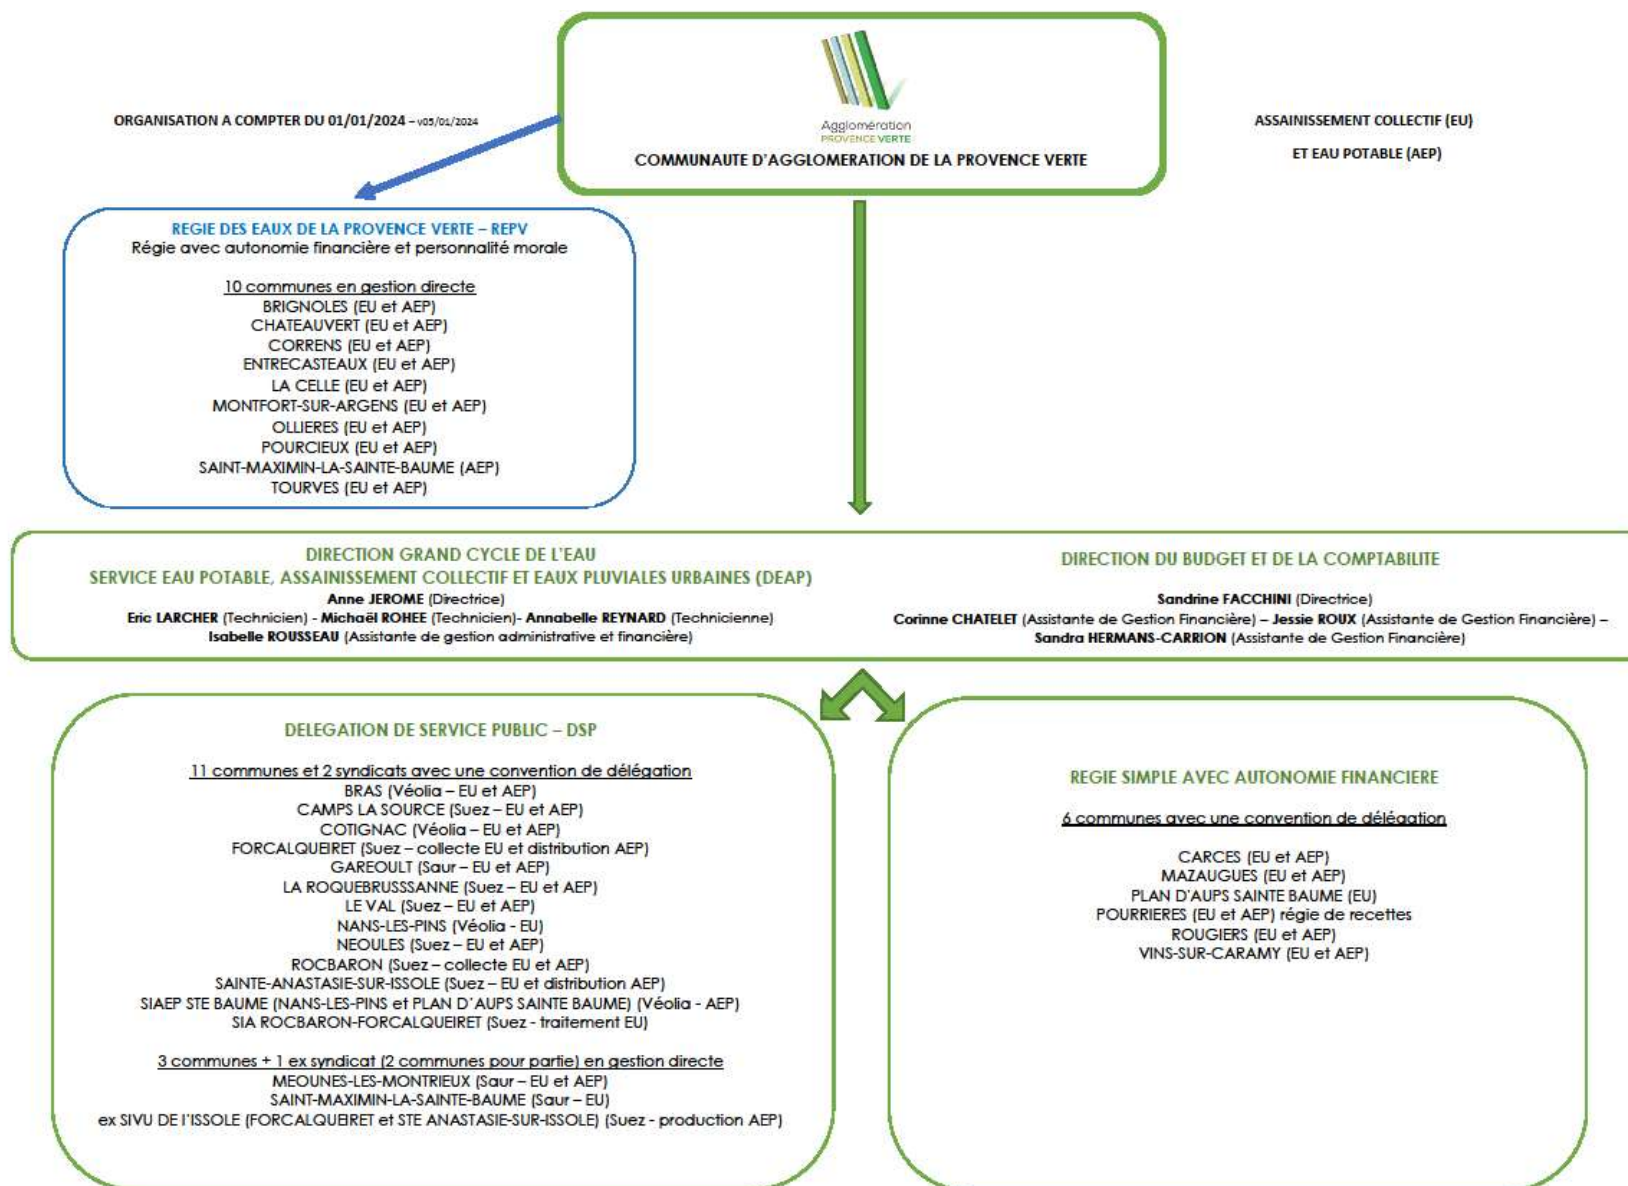 Agglomération
PROVENCE VERTE
COMMUNAUTE D'AGGLOMERATION DE LA PROVENCE VERTE
ORGANISATION A COMPTER DU 01/01/2024 – v05/01/2024
ASSAINISSEMENT COLLECTIF (EU)
ET EAU POTABLE (AEP)
REGIE DES EAUX DE LA PROVENCE VERTE – REPV
Régie avec autonomie financière et personnalité morale
10 communes en gestion directe
BRIGNOLES (EU et AEP)
CHATEAUVERT (EU et AEP)
CORRENS (EU et AEP)
ENTRECASTEAUX (EU et AEP)
LA CELLE (EU et AEP)
MONTFORT-SUR-ARGENS (EU et AEP)
OLLIERES (EU et AEP)
POURCIEUX (EU et AEP)
SAINT-MAXIMIN-LA-SAINTE-BAUME (AEP)
TOURVES (EU et AEP)
DIRECTION GRAND CYCLE DE L'EAU
SERVICE EAU POTABLE, ASSAINISSEMENT COLLECTIF ET EAUX PLUVIALES URBAINES (DEAP)
Anne JEROME (Directrice)
Eric LARCHER (Technicien) - Michaël ROHEE (Technicien)- Annabelle REYNARD (Technicienne)
Isabelle ROUSSEAU (Assistante de gestion administrative et financière)
DIRECTION DU BUDGET ET DE LA COMPTABILITE
Sandrine FACCHINI (Directrice)
Corinne CHATELET (Assistante de Gestion Financière) – Jessie ROUX (Assistante de Gestion Financière) –
Sandra HERMANS-CARRION (Assistante de Gestion Financière)
DELEGATION DE SERVICE PUBLIC – DSP
11 communes et 2 syndicats avec une convention de délégation
BRAS (Véolia – EU et AEP)
CAMPS LA SOURCE (Suez – EU et AEP)
COTIGNAC (Véolia – EU et AEP)
FORCALQUEIRET (Suez – collecte EU et distribution AEP)
GAREOULT (Saur – EU et AEP)
LA ROQUEBRUSSSANNE (Suez – EU et AEP)
LE VAL (Suez – EU et AEP)
NANS-LES-PINS (Véolia - EU)
NEOULES (Suez – EU et AEP)
ROCBARON (Suez – collecte EU et AEP)
SAINTE-ANASTASIE-SUR-ISSOLE (Suez – EU et distribution AEP)
SIAEP STE BAUME (NANS-LES-PINS et PLAN D'AUPS SAINTE BAUME) (Véolia - AEP)
SIA ROCBARON-FORCALQUEIRET (Suez - traitement EU)
3 communes + 1 ex syndicat (2 communes pour partie) en gestion directe
MEOUNES-LES-MONTRIEUX (Saur – EU et AEP)
SAINT-MAXIMIN-LA-SAINTE-BAUME (Saur – EU)
ex SIVU DE l'ISSOLE (FORCALQUEIRET et STE ANASTASIE-SUR-ISSOLE) (Suez - production AEP)
REGIE SIMPLE AVEC AUTONOMIE FINANCIERE
6 communes avec une convention de délégation
CARCES (EU et AEP)
MAZAUGUES (EU et AEP)
PLAN D'AUPS SAINTE BAUME (EU)
POURRIERES (EU et AEP) régie de recettes
ROUGIERS (EU et AEP)
VINS-SUR-CARAMY (EU et AEP)